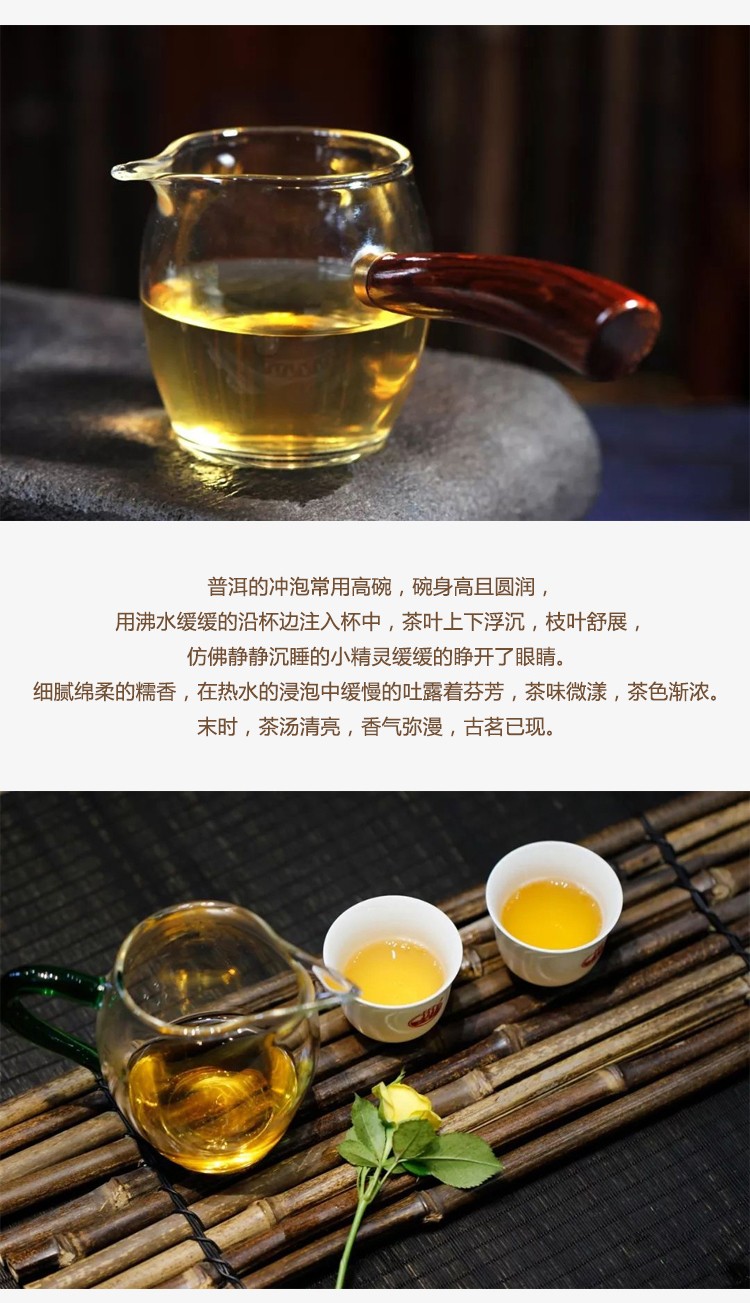 普洱的冲泡常用高碗，碗身高且圆润，
用沸水缓缓的沿杯边注入杯中，茶叶上下浮沉，枝叶舒展，
仿佛静静沉睡的小精灵缓缓的睁开了眼睛。
细腻绵柔的糯香，在热水的浸泡中缓慢的吐露着芬芳，茶味微漾，茶色渐浓。
末时，茶汤清亮，香气弥漫，古茗已现。